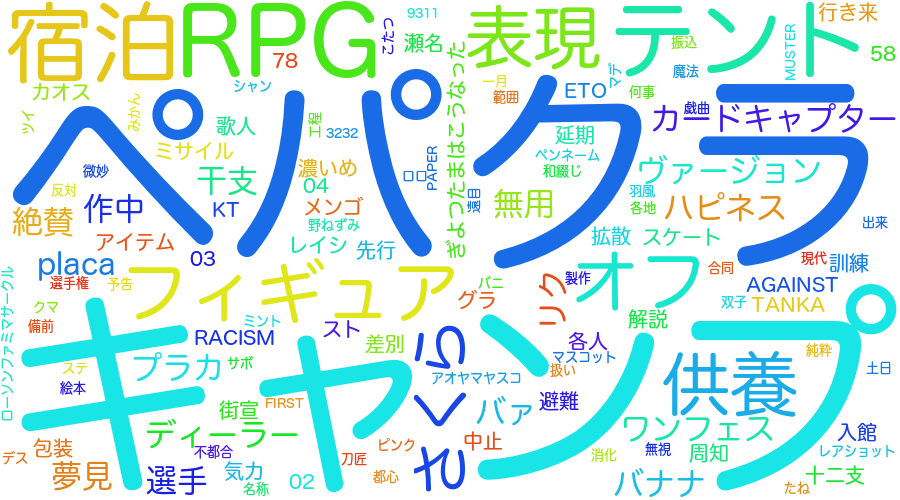 宿泊
RPG
表現
テント
行き来
9311
こたつ
瀬名
78
振込
MUSTER
58
カオス
シャン
ETO
マデ
魔法
何事
一月
範囲
戯曲
カードキャプター
ツイ
みかん
歌人
工程
3232
ペパクラ
ぎょつたまはこうなった
延期
ペンネーム
和綴じ
ヴァージョン
ミサイル
微妙
反対
干支
濃いめ
04
口口
PAPER
週目
無用
羽風
各地
ハピネス
出来
絶賛
作中
KT
メンゴ
野ねずみ
レイシ
先行
拡散
スケート
アイテム
03
placa
選手権
予告
フィギュア
バニ
グラ
リク
製作
オフ
合同
現代
訓練
AGAINST
双子
TANKA
ローソンファミマサークル
クマ
備前
ミント
RACISM
スト
差別
さくら
各人
解説
マスコット
扱い
純粋
土日
キャンプ
ステ
絵本
プラカ
サボ
アオヤマヤスコ
供養
街宣
FIRST
バァ
避難
ディーラー
ワンフェス
入館
デス
包装
不都合
刀匠
ピンク
中止
消化
無視
周知
レアショット
夢見
選手
気力
名称
02
都心
バナナ
十二支
たね